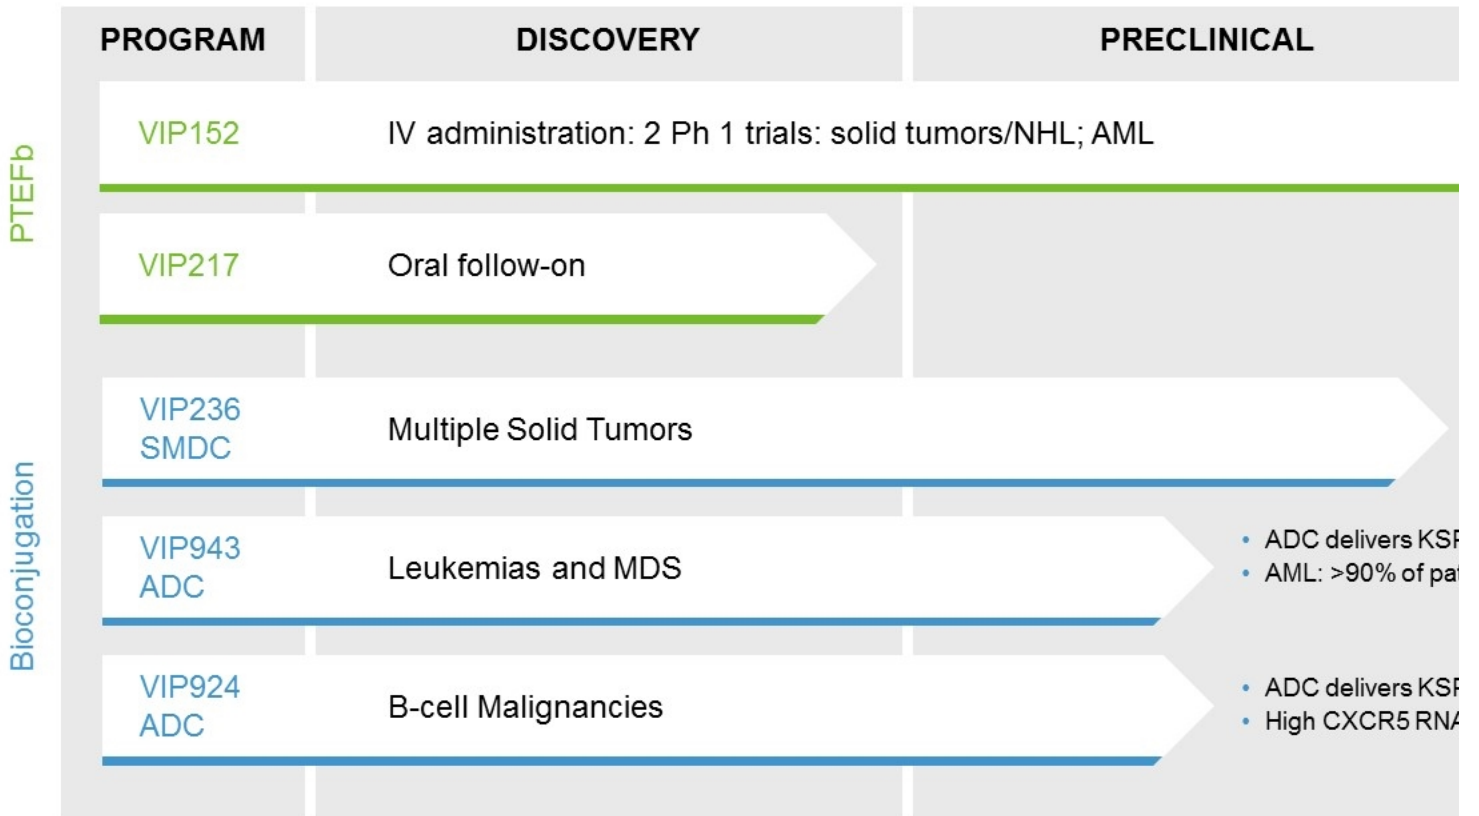 PROGRAM DISCOVERY PRECLINICAL
PTEFb
VIP152 IV administration: 2 Ph 1 trials: solid tumors/NHL; AML
VIP217 Oral follow-on
Bioconjugation
VIP236
SMDC
Multiple Solid Tumors
VIP943
ADC
Leukemias and MDS
• ADC delivers
• AML: >90% of
VIP924
ADC
B-cell Malignancies
• ADC delivers
• High CXCR5